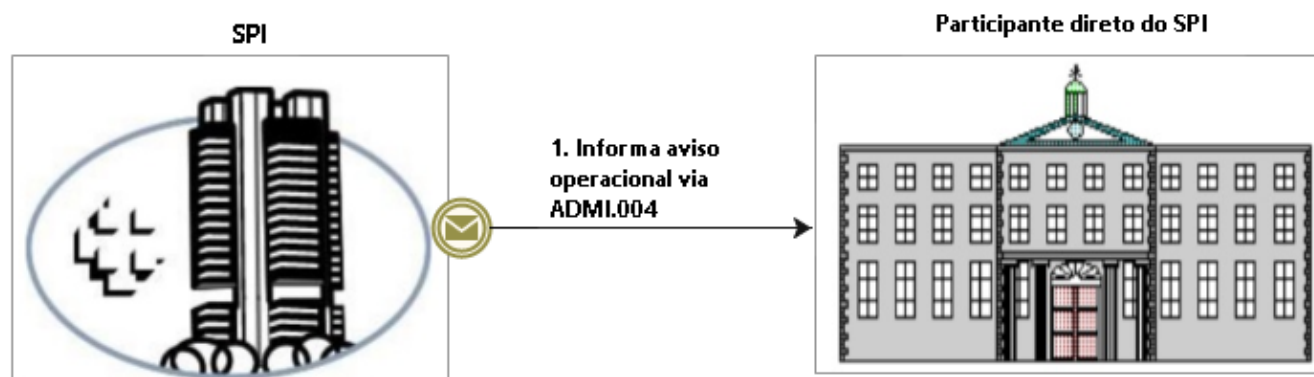 SPI
Participante direto do SPI
1. Informa aviso
operacional via
ADMI.004